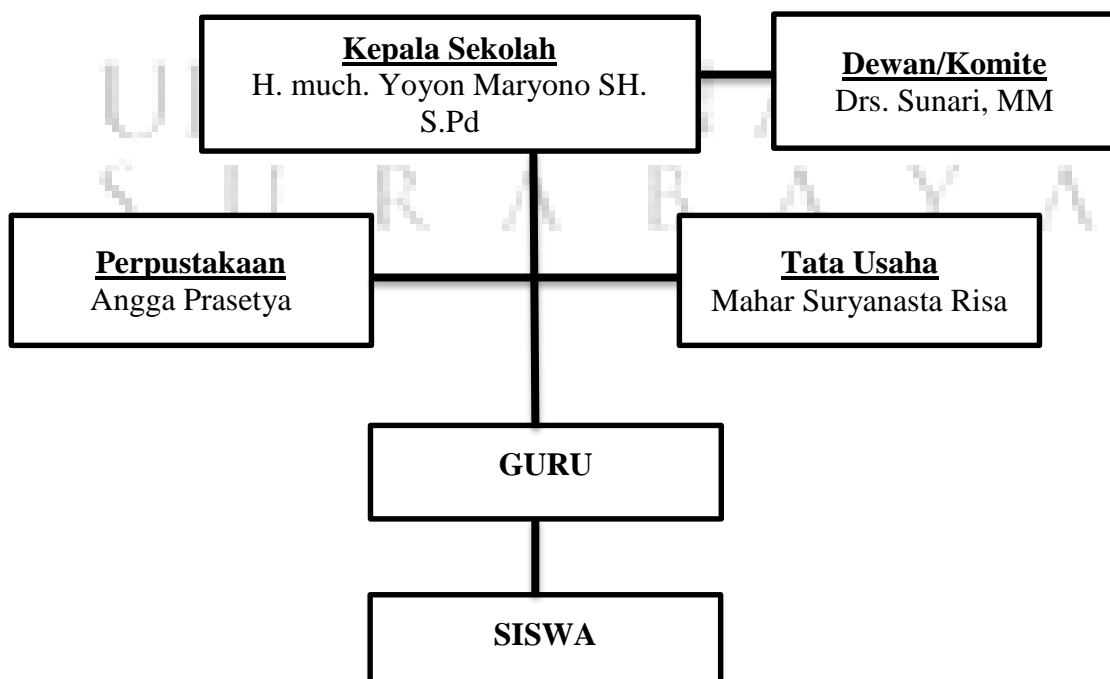 Kepala Sekolah
H. much. Yoyon Maryono SH.
S.Pd
Dewan/Komite
Drs. Sunari, MM
S U R A B A Y A
Perpustakaan
Angga Prasetya
Tata Usaha
Mahar Suryanasta Risa
GURU
SISWA